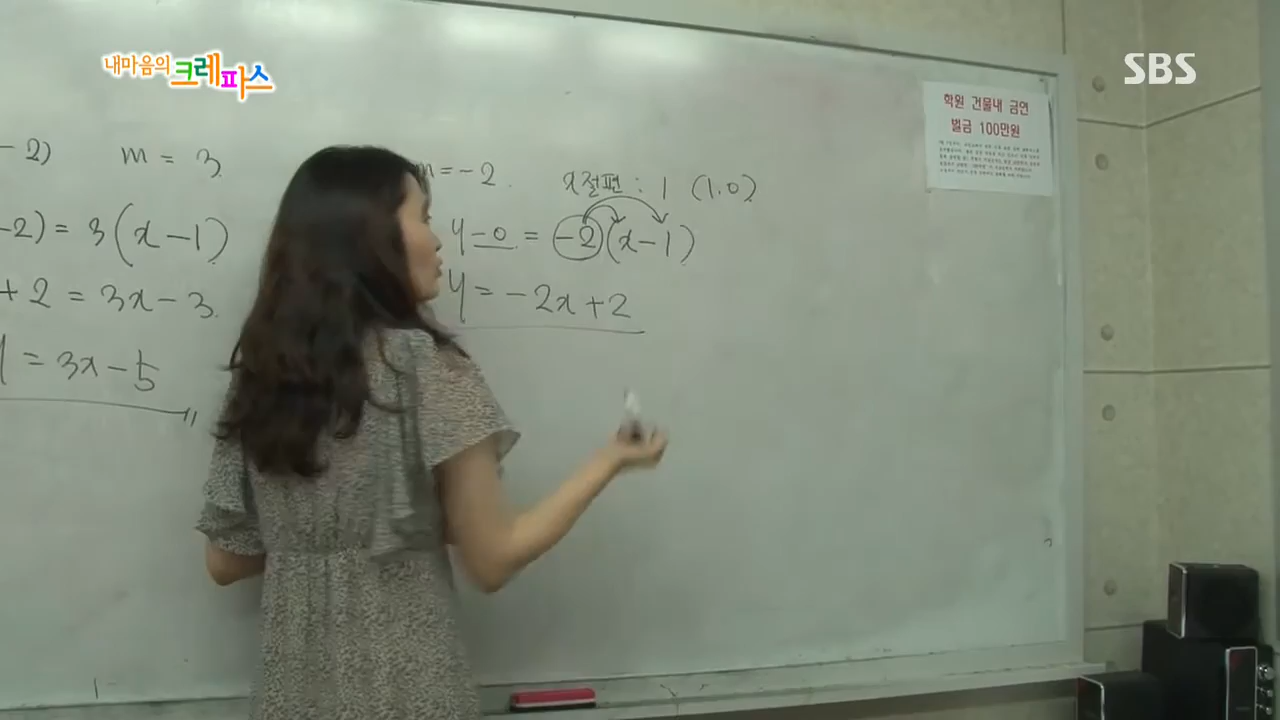 내마음의 크레파스
SBS
학원 건물내 금연
벌금 100만원
- 2) m = 3
-2) = 3(x-1)
+ 2 = 3x - 3
y = 3x - 5
m = -2
x절편 : 1 (1.0)
y - 0 = -2(x-1)
y = -2x+2